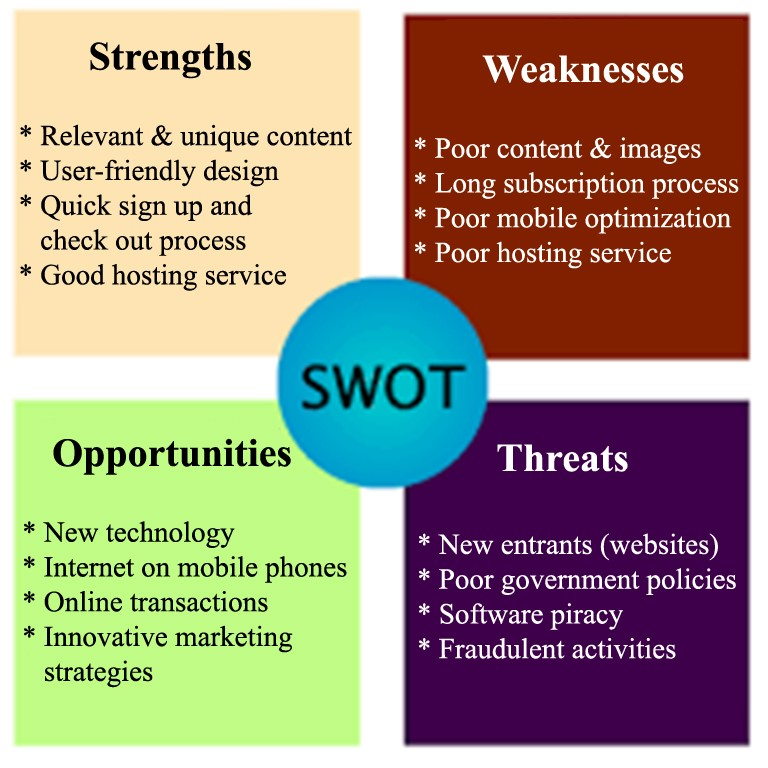 Strengths
* Relevant & unique content
* User-friendly design
* Quick sign up and
check out process
* Good hosting service
Weaknesses
* Poor content & images
* Long subscription process
* Poor mobile optimization
* Poor hosting service
SWOT
Opportunities
* New technology
* Internet on mobile phones
* Online transactions
* Innovative marketing
strategies
Threats
* New entrants (websites)
* Poor government policies
* Software piracy
* Fraudulent activities